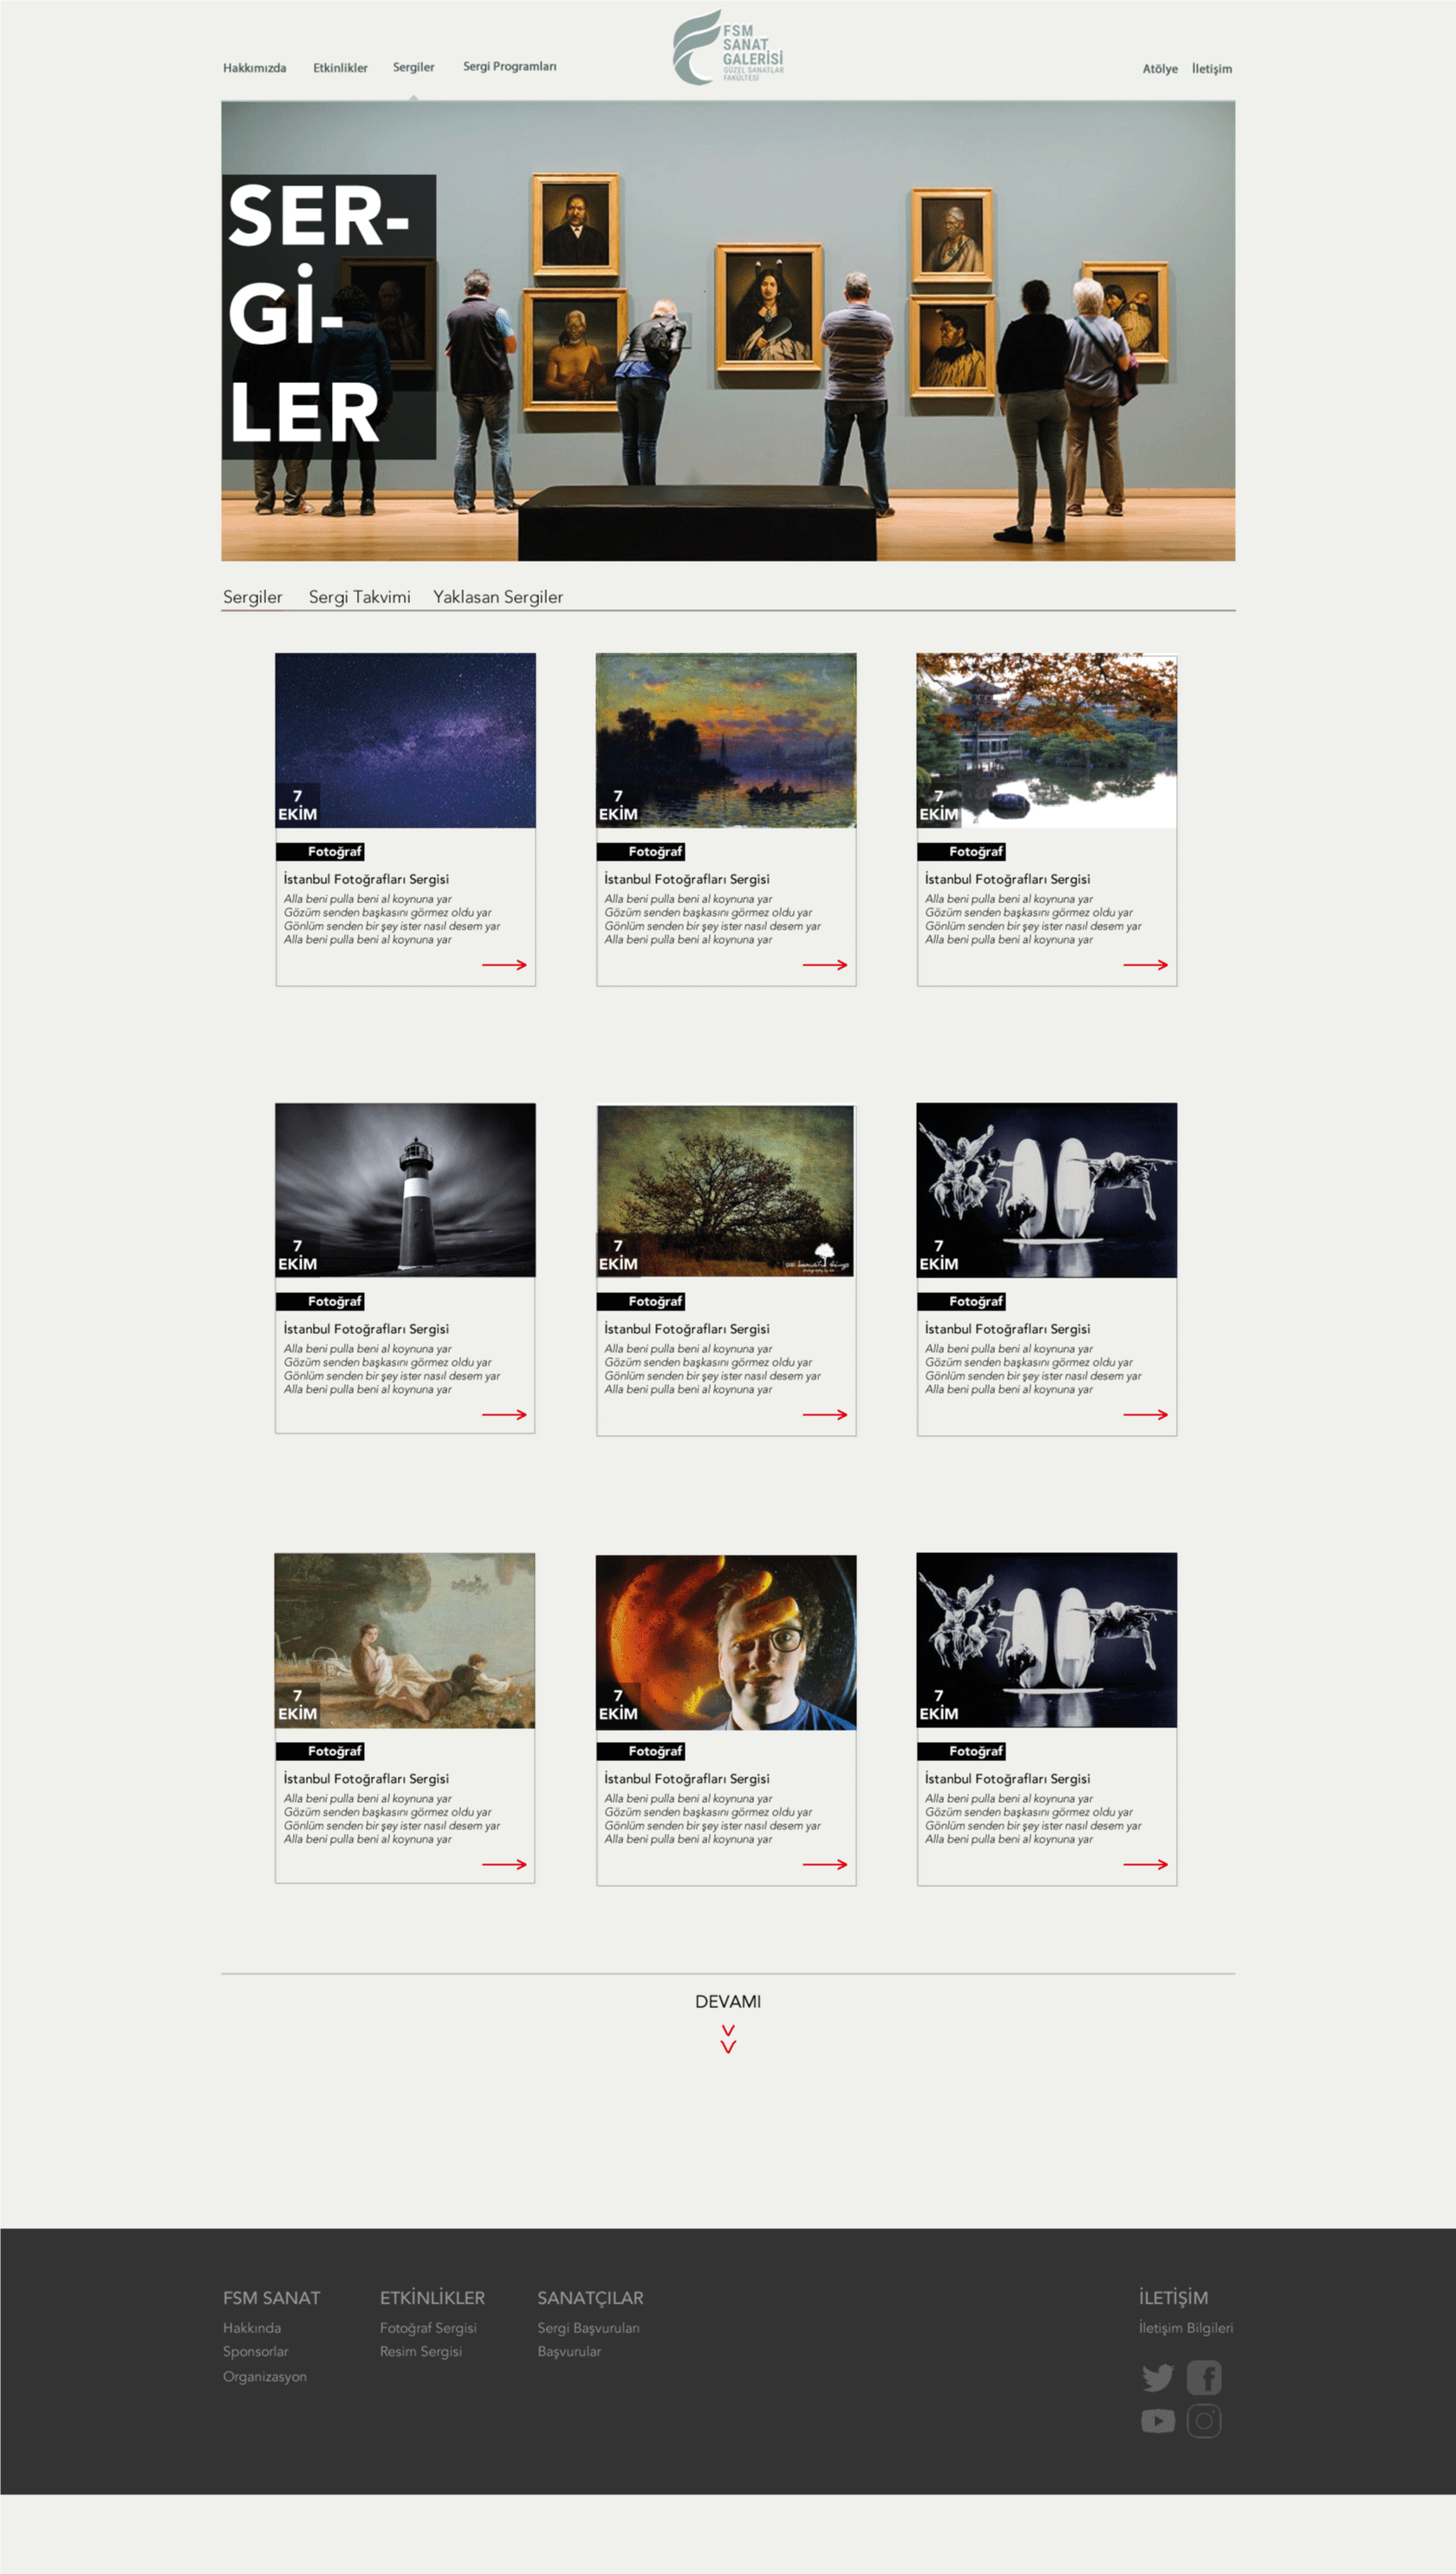 Hakkımızda Etkinlikler Sergiler Sergi Programları
FSM
SANAT
GALERİSİ
GÜZEL SANATLAR
FAKÜLTESİ
Atölye İletişim
SER-
Gİ-
LER
Sergiler Sergi Takvimi Yaklasan Sergiler
7
EKİM
Fotoğraf
İstanbul Fotoğrafları Sergisi
Alla beni pulla beni al koynuna yar
Gözüm senden başkasını görmez oldu yar
Gönlüm senden bir şey ister nasıl desem yar
Alla beni pulla beni al koynuna yar
7
EKİM
Fotoğraf
İstanbul Fotoğrafları Sergisi
Alla beni pulla beni al koynuna yar
Gözüm senden başkasını görmez oldu yar
Gönlüm senden bir şey ister nasıl desem yar
Alla beni pulla beni al koynuna yar
7
EKİM
Fotoğraf
İstanbul Fotoğrafları Sergisi
Alla beni pulla beni al koynuna yar
Gözüm senden başkasını görmez oldu yar
Gönlüm senden bir şey ister nasıl desem yar
Alla beni pulla beni al koynuna yar
7
EKİM
Fotoğraf
İstanbul Fotoğrafları Sergisi
Alla beni pulla beni al koynuna yar
Gözüm senden başkasını görmez oldu yar
Gönlüm senden bir şey ister nasıl desem yar
Alla beni pulla beni al koynuna yar
7
EKİM
Fotoğraf
İstanbul Fotoğrafları Sergisi
Alla beni pulla beni al koynuna yar
Gözüm senden başkasını görmez oldu yar
Gönlüm senden bir şey ister nasıl desem yar
Alla beni pulla beni al koynuna yar
7
EKİM
Fotoğraf
İstanbul Fotoğrafları Sergisi
Alla beni pulla beni al koynuna yar
Gözüm senden başkasını görmez oldu yar
Gönlüm senden bir şey ister nasıl desem yar
Alla beni pulla beni al koynuna yar
7
EKİM
Fotoğraf
İstanbul Fotoğrafları Sergisi
Alla beni pulla beni al koynuna yar
Gözüm senden başkasını görmez oldu yar
Gönlüm senden bir şey ister nasıl desem yar
Alla beni pulla beni al koynuna yar
7
EKİM
Fotoğraf
İstanbul Fotoğrafları Sergisi
Alla beni pulla beni al koynuna yar
Gözüm senden başkasını görmez oldu yar
Gönlüm senden bir şey ister nasıl desem yar
Alla beni pulla beni al koynuna yar
7
EKİM
Fotoğraf
İstanbul Fotoğrafları Sergisi
Alla beni pulla beni al koynuna yar
Gözüm senden başkasını görmez oldu yar
Gönlüm senden bir şey ister nasıl desem yar
Alla beni pulla beni al koynuna yar
DEVAMI
FSM SANAT
Hakkında
Sponsorlar
Organizasyon
ETKİNLİKLER
Fotoğraf Sergisi
Resim Sergisi
SANATÇILAR
Sergi Başvuruları
Başvurular
İLETİŞİM
İletişim Bilgileri